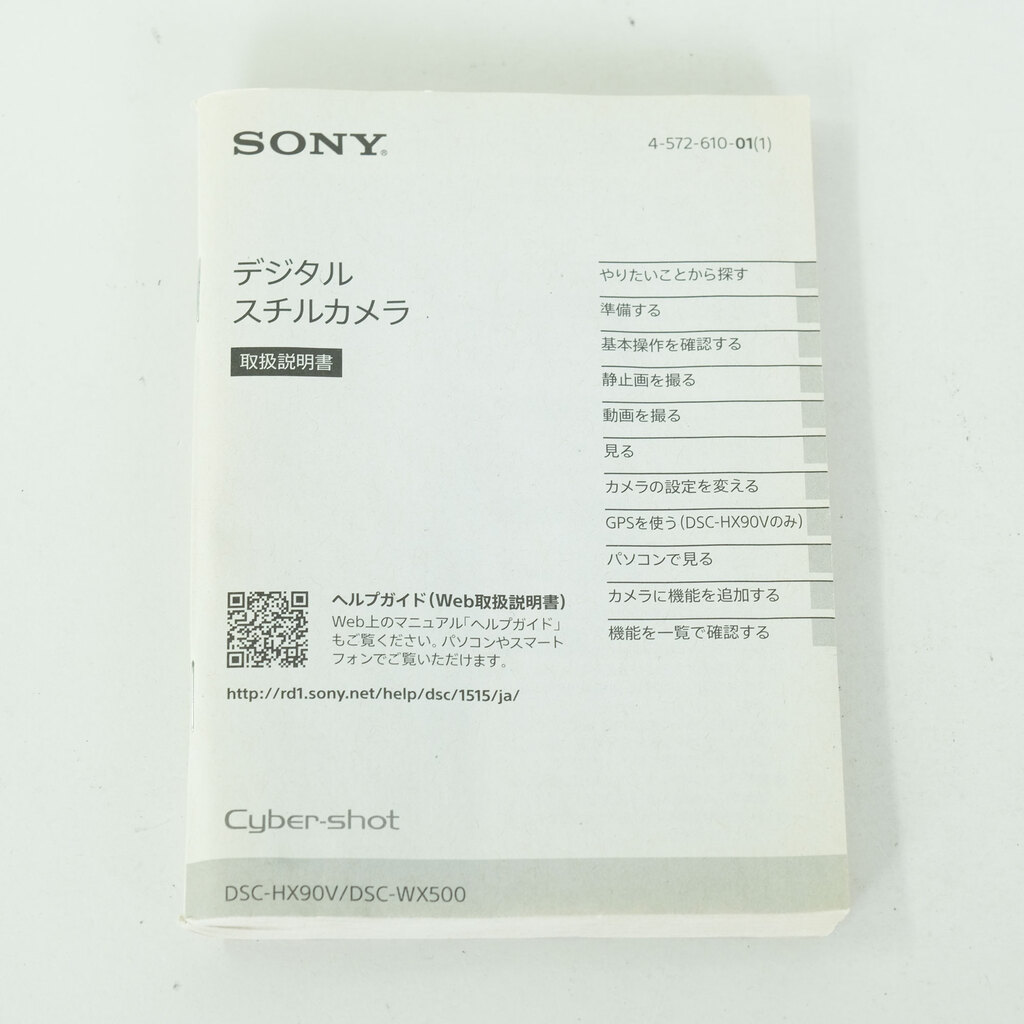 SONY®
4-572-610-01(1)
デジタル
スチルカメラ
取扱説明書
やりたいことから探す
準備する
基本操作を確認する
静止画を撮る
動画を撮る
見る
カメラの設定を変える
GPSを使う(DSC-HX90Vのみ)
パソコンで見る
カメラに機能を追加する
機能を一覧で確認する
ヘルプガイド(Web取扱説明書)
Web上のマニュアル「ヘルプガイド」
もご覧ください。パソコンやスマート
フォンでご覧いただけます。
http://rd1.sony.net/help/dsc/1515/ja/
Cyber-shot
DSC-HX90V/DSC-WX500